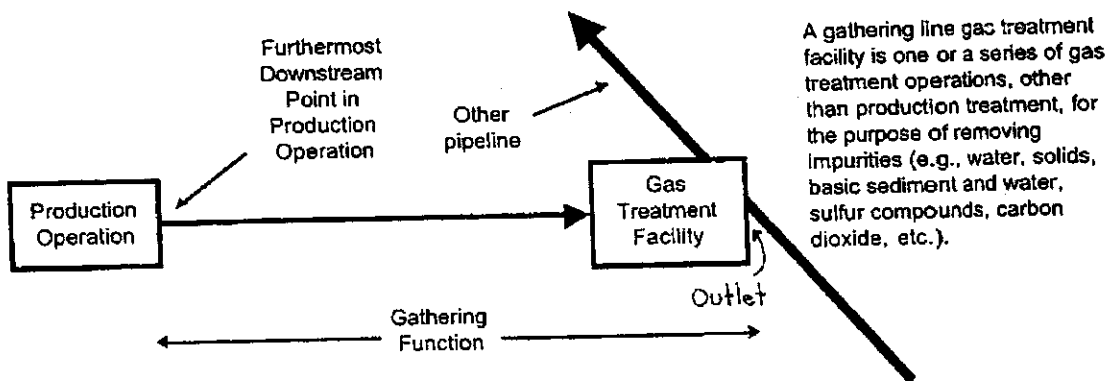 Furthermost
Downstream
Point in
Production
Operation
Other
pipeline
A gathering line gas treatment
facility is one or a series of gas
treatment operations, other
than production treatment, for
the purpose of removing
impurities (e.g., water, solids,
basic sediment and water,
sulfur compounds, carbon
dioxide, etc.).
Production
Operation
Gas
Treatment
Facility
Outlet
Gathering
Function